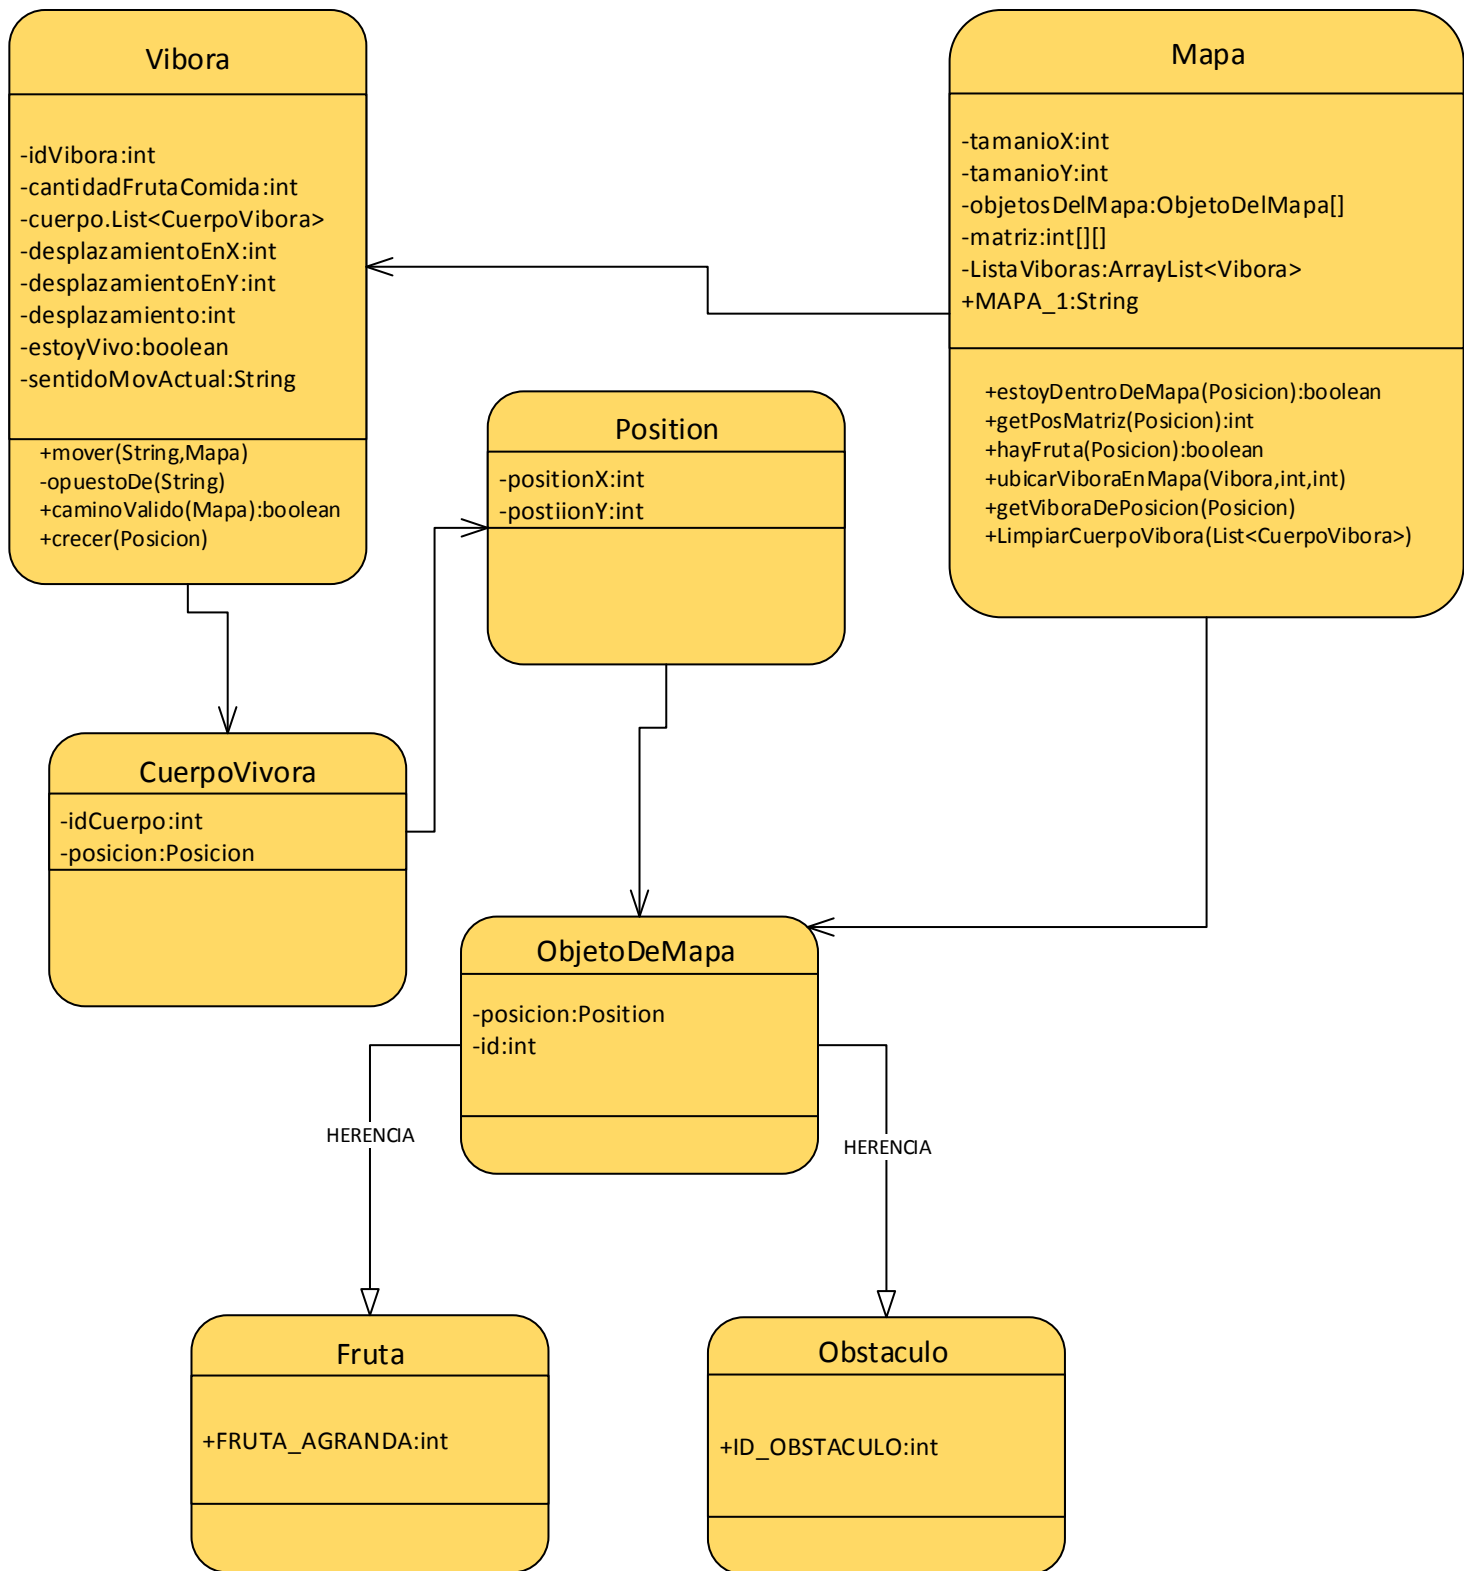 Vibora
-idVibora:int
-cantidadFrutaComida:int
-cuerpo.List<CuerpoVibora>
-desplazamientoEnX:int
-desplazamientoEnY:int
-desplazamiento:int
-estoyVivo:boolean
-sentidoMovActual:String
+mover(String,Mapa)
-opuestoDe(String)
+caminoValido(Mapa):boolean
+crecer(Posicion)
Mapa
-tamanioX:int
-tamanioY:int
-objetosDelMapa:ObjetoDelMapa[]
-matriz:int[][]
-ListaViboras:ArrayList<Vibora>
+MAPA_1:String
+estoyDentroDeMapa(Posicion):boolean
+getPosMatriz(Posicion):int
+hayFruta(Posicion):boolean
+ubicarViboraEnMapa(Vibora,int,int)
+getViboraDePosicion(Posicion)
+LimpiarCuerpoVibora(List<CuerpoVibora>)
Position
-positionX:int
-postiionY:int
CuerpoVivora
-idCuerpo:int
-posicion:Posicion
ObjetoDeMapa
-posicion:Position
-id:int
HERENCIA
HERENCIA
Fruta
+FRUTA_AGRANDA:int
Obstaculo
+ID_OBSTACULO:int